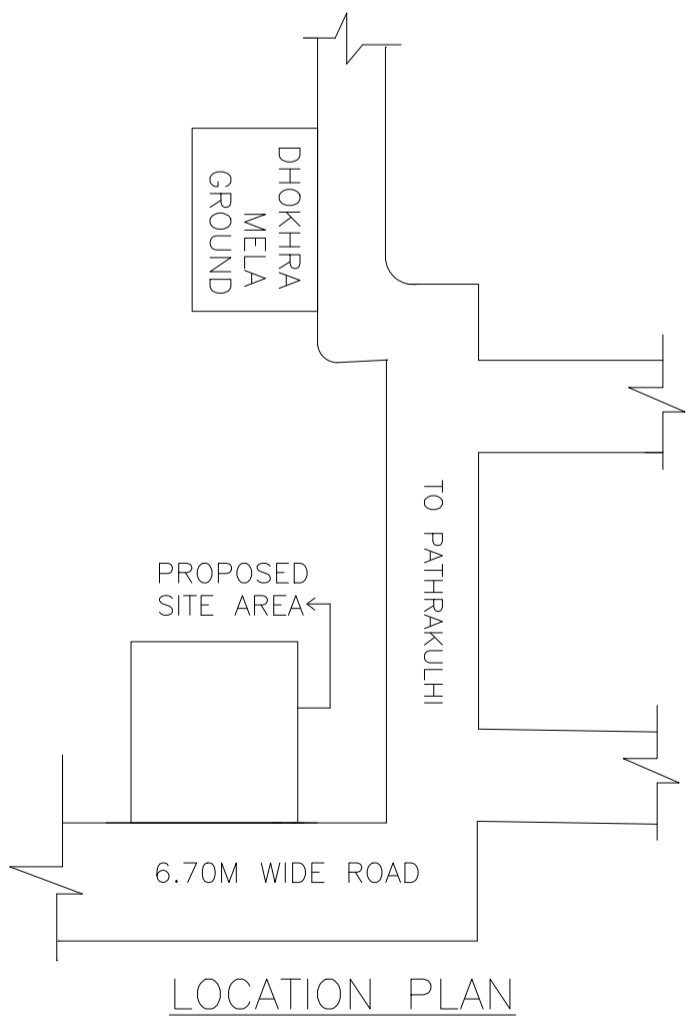 DHOKHRA
MELA
GROUND
TO PATHRAKULHI
PROPOSED
SITE AREA
6.70M WIDE ROAD
LOCATION PLAN